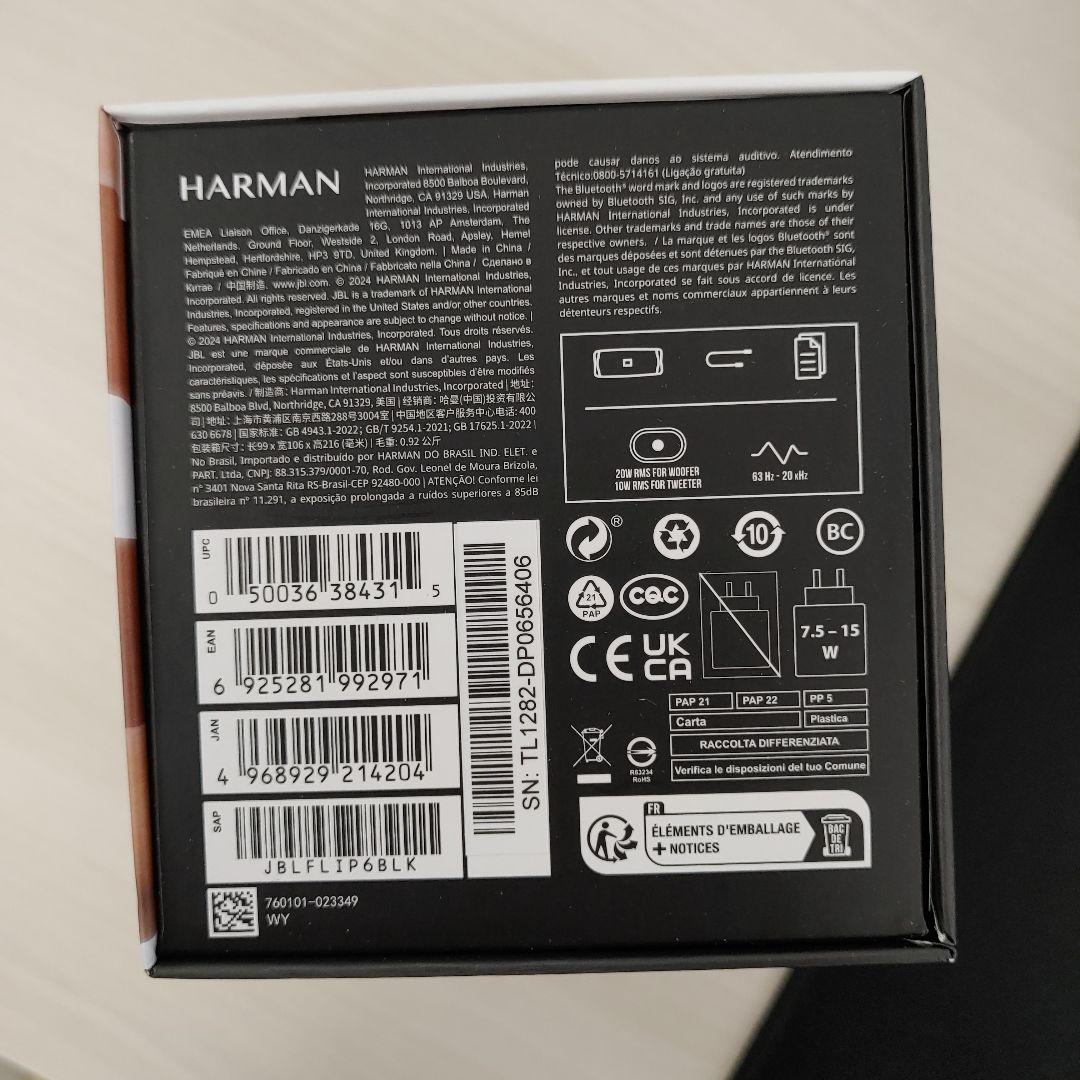 HARMAN
HARMAN International Industries,
Incorporated 8500 Balboa Boulevard,
Northridge, CA 91329 USA. Harman
International Industries, Incorporated
EMEA Liaison Office, Danzigerkade 16G, 1013 AP Amsterdam, The
Netherlands. Ground Floor, Westside 2, London Road, Apsley, Hemel
Hempstead, Hertfordshire, HP3 9TD, United Kingdom. | Made in China /
Fabriqué en Chine / Fabricado en China / Fabbricato nella China / Сделано в
Китае / 中国制造. www.jbl.com. © 2024 HARMAN International Industries,
Incorporated. All rights reserved. JBL is a trademark of HARMAN International
Industries, Incorporated, registered in the United States and/or other countries.
Features, specifications and appearance are subject to change without notice. |
© 2024 HARMAN International Industries, Incorporated. Tous droits réservés.
JBL est une marque commerciale de HARMAN International Industries,
Incorporated, déposée aux États-Unis et/ou dans d'autres pays. Les
caractéristiques, les spécifications et l'aspect sont susceptibles d'être modifiés
sans préavis. / 制造商: Harman International Industries, Incorporated | 地址:
8500 Balboa Blvd, Northridge, CA 91329, 美国 | 经销商: 哈曼(中国)投资有限公
司 | 地址: 上海市黄浦区南京西路288号3004室 | 中国地区客户服务中心电话: 400
630 6678 | 国家标准: GB 4943.1-2022; GB/T 9254.1-2021; GB 17625.1-2022 |
包装箱尺寸: 长99 x 宽106 x 高216 (毫米) | 毛重: 0.92 公斤
No Brasil, Importado e distribuído por HARMAN DO BRASIL IND. ELET. e
PART. Ltda, CNPJ: 88.315.379/0001-70, Rod. Gov. Leonel de Moura Brizola,
n° 3401 Nova Santa Rita RS-Brasil-CEP 92480-000 | ATENÇÃO! Conforme lei
brasileira n° 11.291, a exposição prolongada a ruídos superiores a 85dB
pode causar danos ao sistema auditivo. Atendimento
Técnico:0800-5714161 (Ligação gratuita)
The Bluetooth® word mark and logos are registered trademarks
owned by Bluetooth SIG, Inc. and any use of such marks by
HARMAN International Industries, Incorporated is under
license. Other trademarks and trade names are those of their
respective owners. / La marque et les logos Bluetooth® sont
des marques déposées et sont détenues par the Bluetooth SIG,
Inc., et tout usage de ces marques par HARMAN International
Industries, Incorporated se fait sous accord de licence. Les
autres marques et noms commerciaux appartiennent à leurs
détenteurs respectifs.
20W RMS FOR WOOFER
10W RMS FOR TWEETER
63 Hz - 20 kHz
®
10
BC
21
PAP
CQC
7.5 – 15
W
CE
UK
CA
PAP 21
PAP 22
PP 5
Carta
Plastica
RACCOLTA DIFFERENZIATA
Verifica le disposizioni del tuo Comune
R63234
RoHS
FR
ÉLÉMENTS D'EMBALLAGE
+ NOTICES
BAC
DE
TRI
UPC
0 50036 38431 5
EAN
6 925281 992971
JAN
4 968929 214204
SAP
JBLFLIP6BLK
SN: TL1282-DP0656406
760101-023349
WY